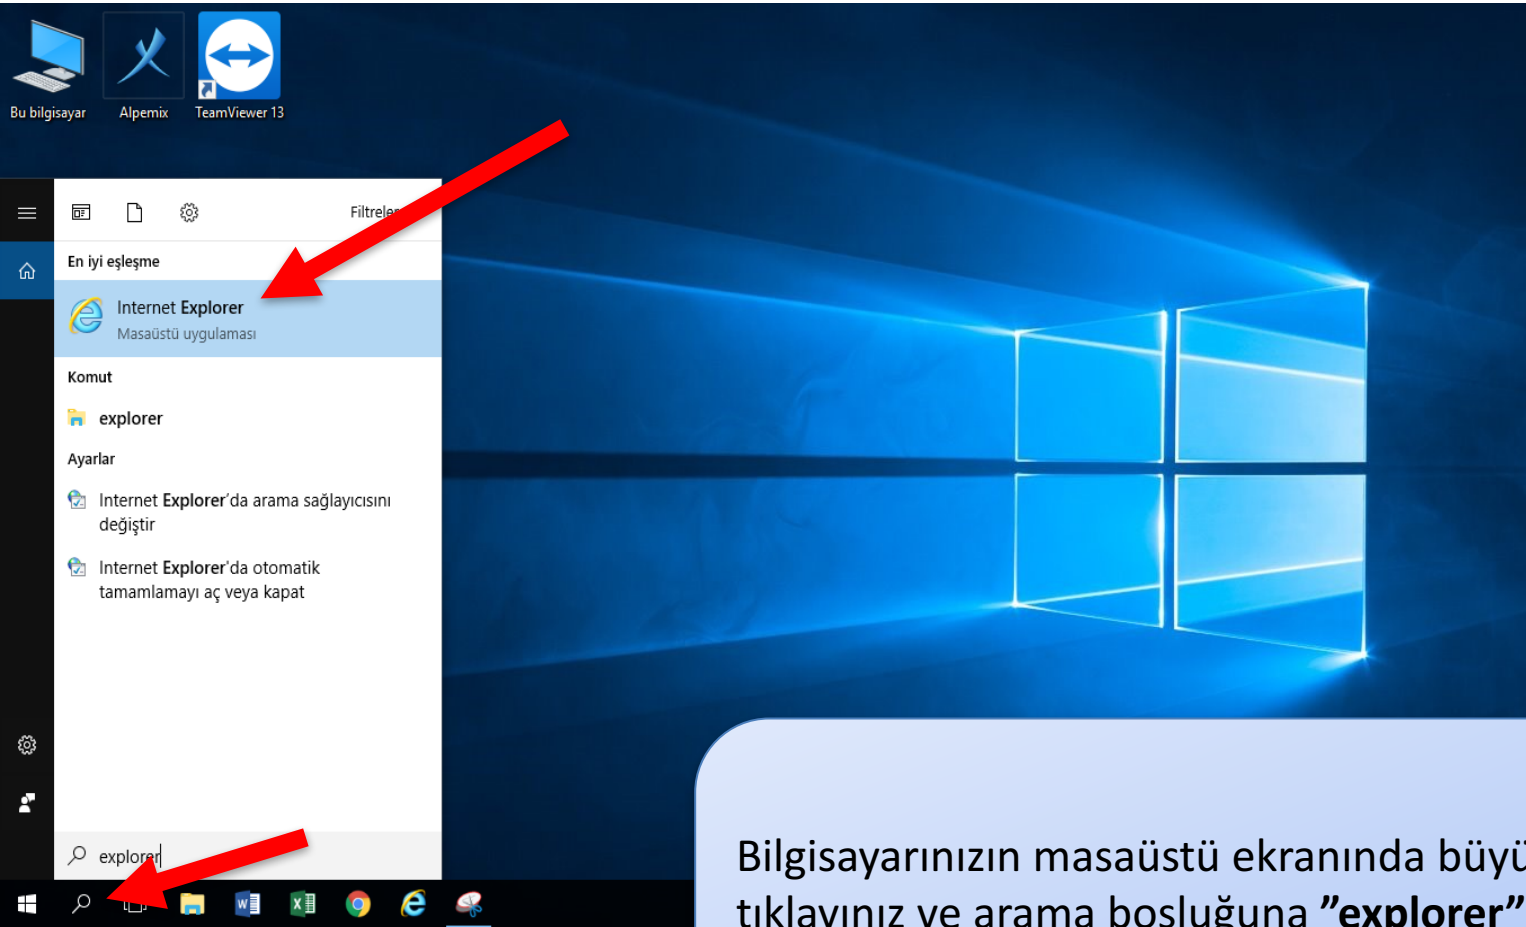 Bu bilgisayar
Alpemix
TeamViewer 13
En iyi eşleşme
Internet Explorer
Masaüstü uygulaması
Komut
explorer
Ayarlar
Internet Explorer'da arama sağlayıcısını
değiştir
Internet Explorer'da otomatik
tamamlamayı aç veya kapat
explorer
Bilgisayarınızın masaüstü ekranında
tıklayınız ve arama boşluğuna ”explorer”